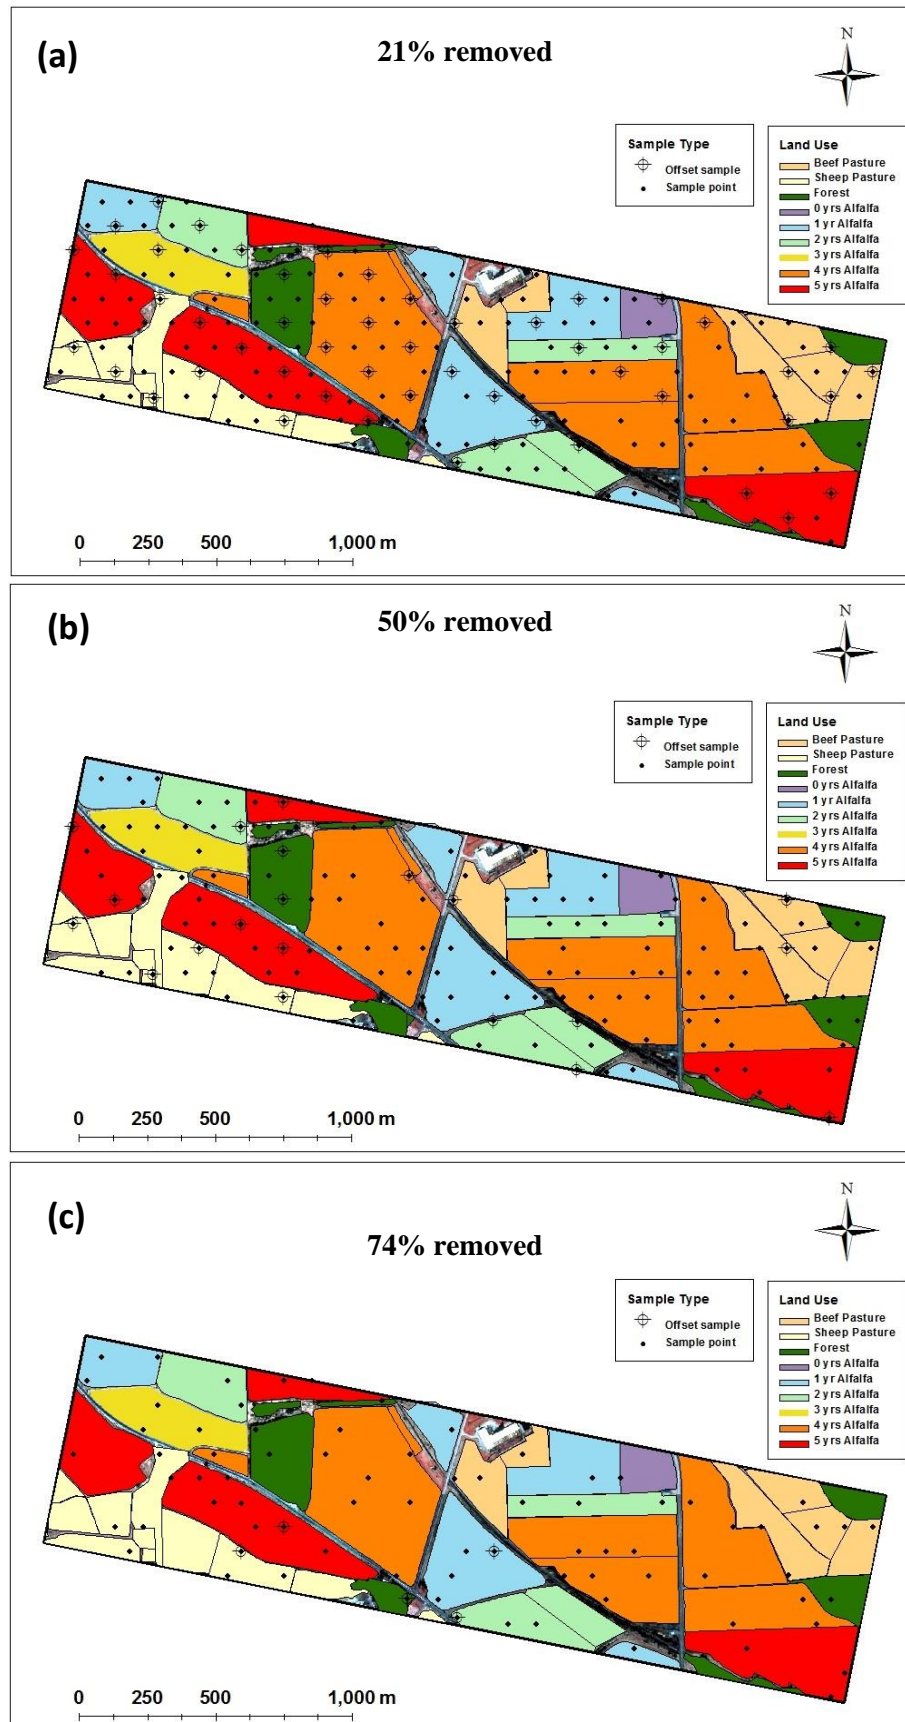 (a)
21% removed
N
Sample Type
Offset sample
Sample point
Land Use
Beef Pasture
Sheep Pasture
Forest
0 yrs Alfalfa
1 yr Alfalfa
2 yrs Alfalfa
3 yrs Alfalfa
4 yrs Alfalfa
5 yrs Alfalfa
0 250 500 1,000 m
(b)
50% removed
N
Sample Type
Offset sample
Sample point
Land Use
Beef Pasture
Sheep Pasture
Forest
0 yrs Alfalfa
1 yr Alfalfa
2 yrs Alfalfa
3 yrs Alfalfa
4 yrs Alfalfa
5 yrs Alfalfa
0 250 500 1,000 m
(c)
74% removed
N
Sample Type
Offset sample
Sample point
Land Use
Beef Pasture
Sheep Pasture
Forest
0 yrs Alfalfa
1 yr Alfalfa
2 yrs Alfalfa
3 yrs Alfalfa
4 yrs Alfalfa
5 yrs Alfalfa
0 250 500 1,000 m